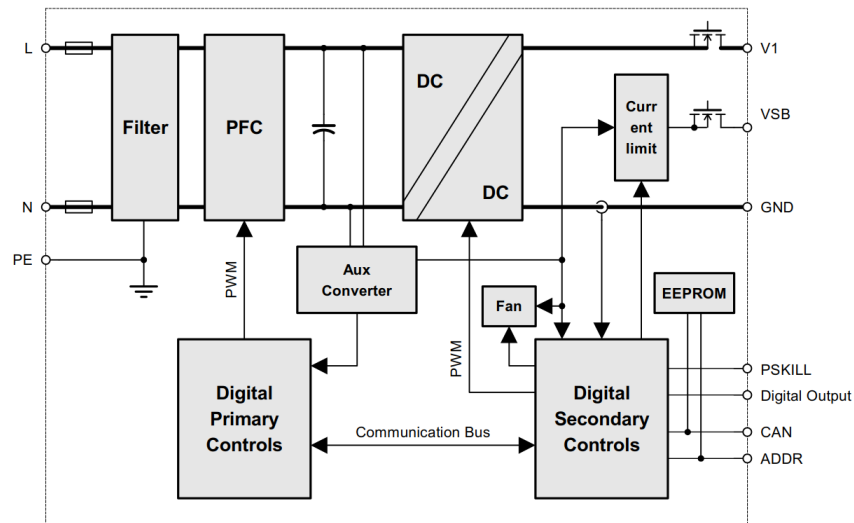 L
V1
DC
Curr
ent
limit
VSB
Filter
PFC
DC
N
GND
PE
PWM
Aux
Converter
EEPROM
Fan
PWM
PSKILL
Digital
Primary
Controls
Digital
Secondary
Controls
Digital Output
Communication Bus
CAN
ADDR